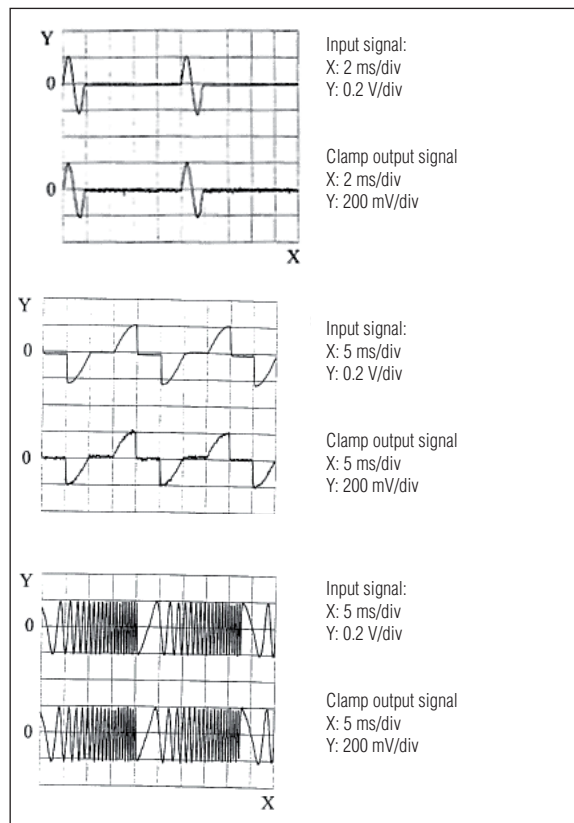 Y
0
Input signal:
X: 2 ms/div
Y: 0.2 V/div
0
Clamp output signal
X: 2 ms/div
Y: 200 mV/div
X
Y
0
Input signal:
X: 5 ms/div
Y: 0.2 V/div
0
Clamp output signal
X: 5 ms/div
Y: 200 mV/div
Y
0
Input signal:
X: 5 ms/div
Y: 0.2 V/div
0
Clamp output signal
X: 5 ms/div
Y: 200 mV/div
X